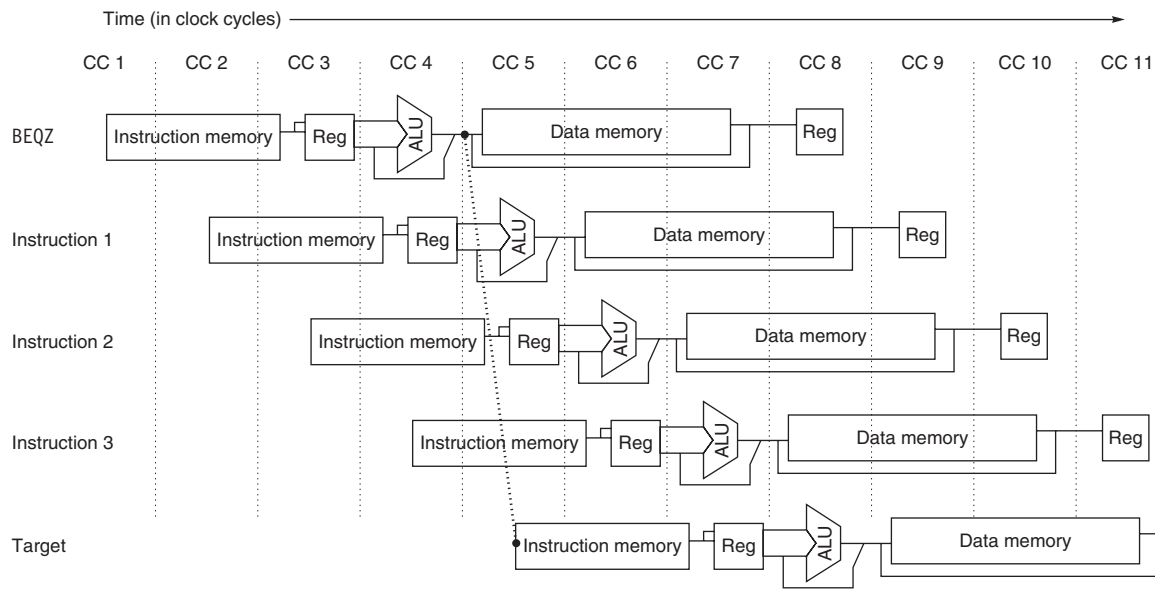 Time (in clock cycles)
CC 1 CC 2 CC 3 CC 4 CC 5 CC 6 CC 7 CC 8 CC 9 CC 10 CC 11
BEQZ Instruction memory Reg ALU Data memory Reg
Instruction 1 Instruction memory Reg ALU Data memory Reg
Instruction 2 Instruction memory Reg ALU Data memory Reg
Instruction 3 Instruction memory Reg ALU Data memory Reg
Target Instruction memory Reg ALU Data memory